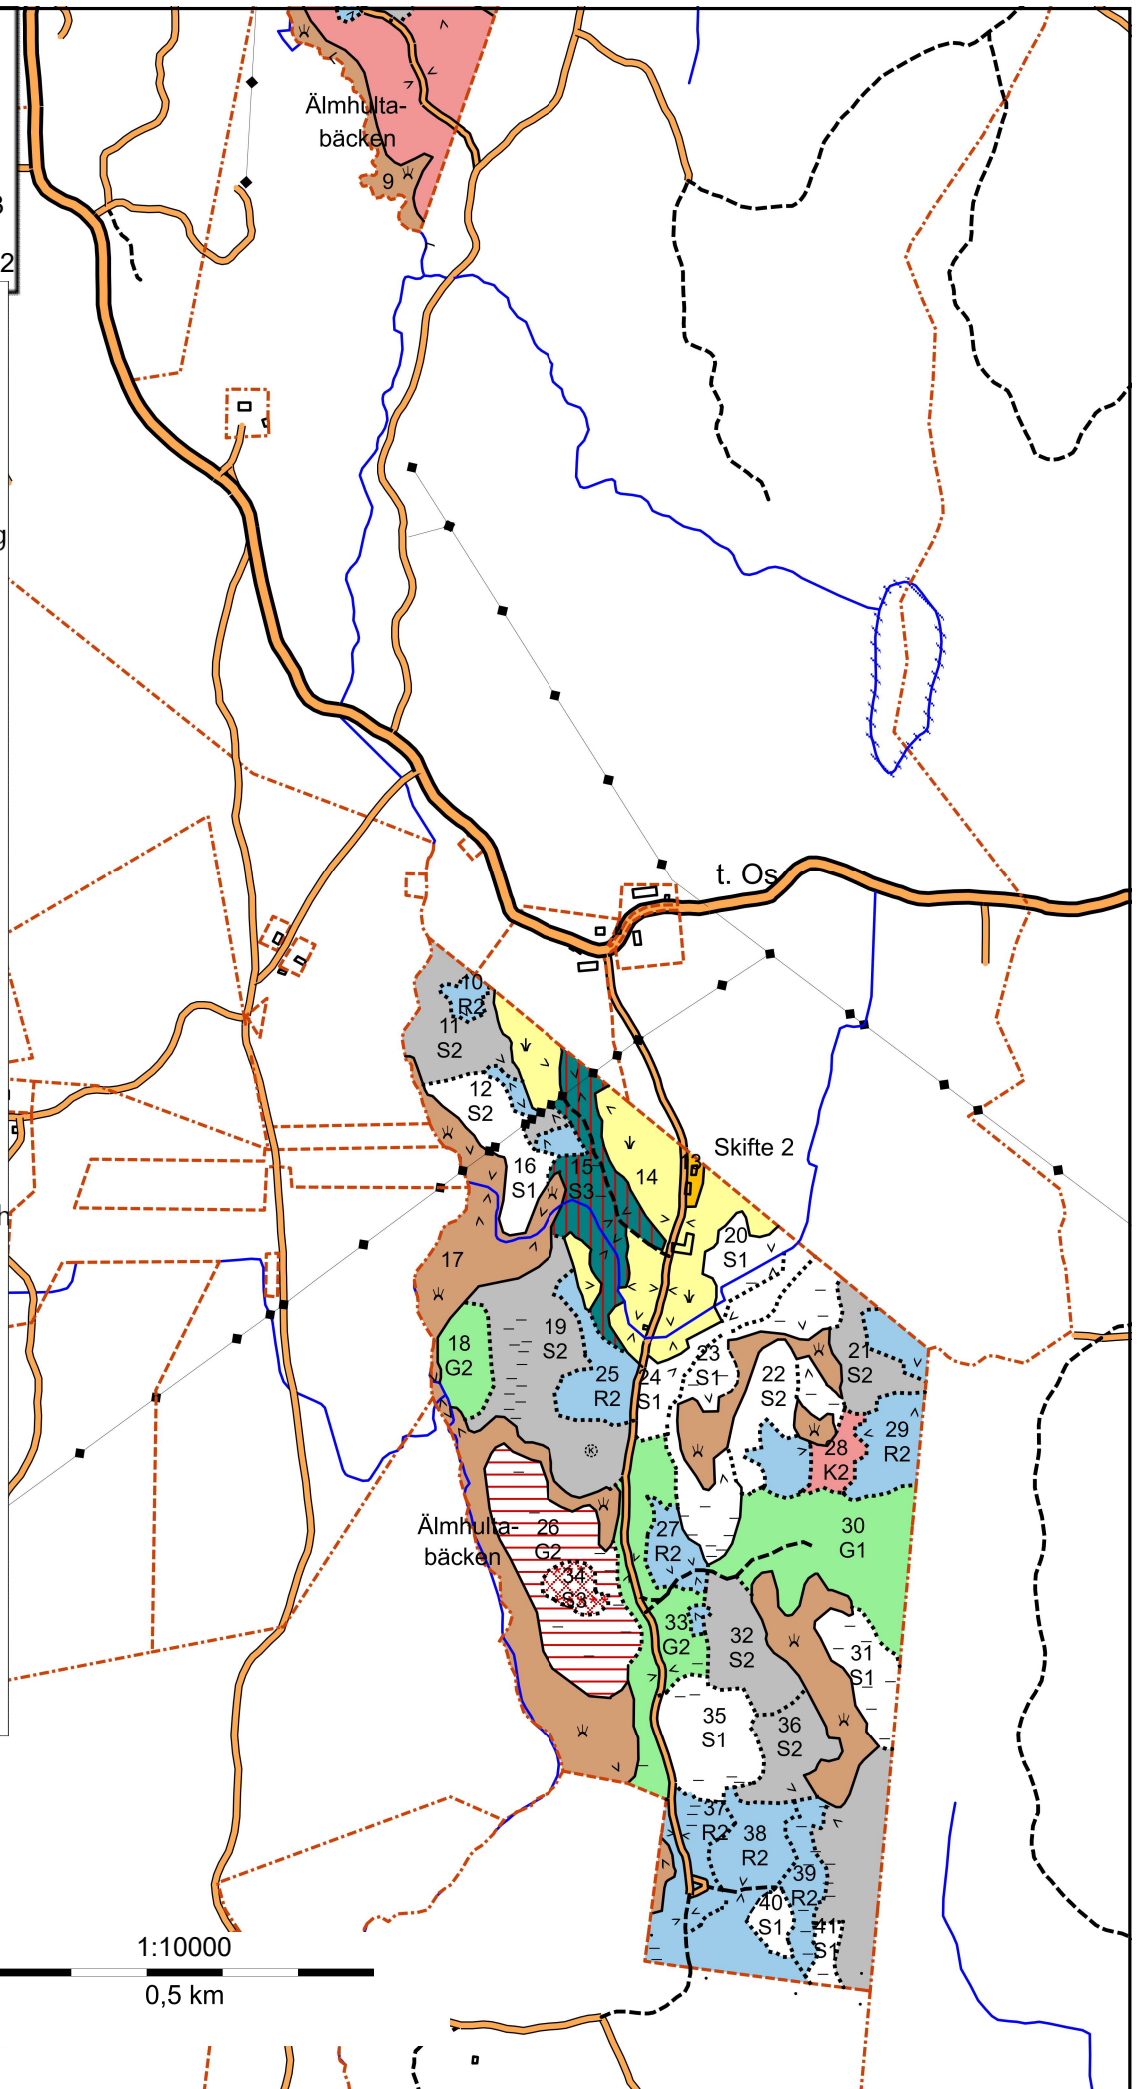 Älmhulta-
bäcken
9
2
t. Os
10
R2
11
S2
12
S2
13
Skifte 2
14
15
S3
16
S1
17
18
G2
19
S2
20
S1
21
S2
22
S2
23
S1
24
S1
25
R2
K
28
K2
29
R2
Älmhulta-
bäcken
26
G2
27
R2
30
G1
34
S3
33
G2
32
S2
31
S1
35
S1
36
S2
37
R2
38
R2
39
R2
40
S1
41
S1
1:10000
0,5 km